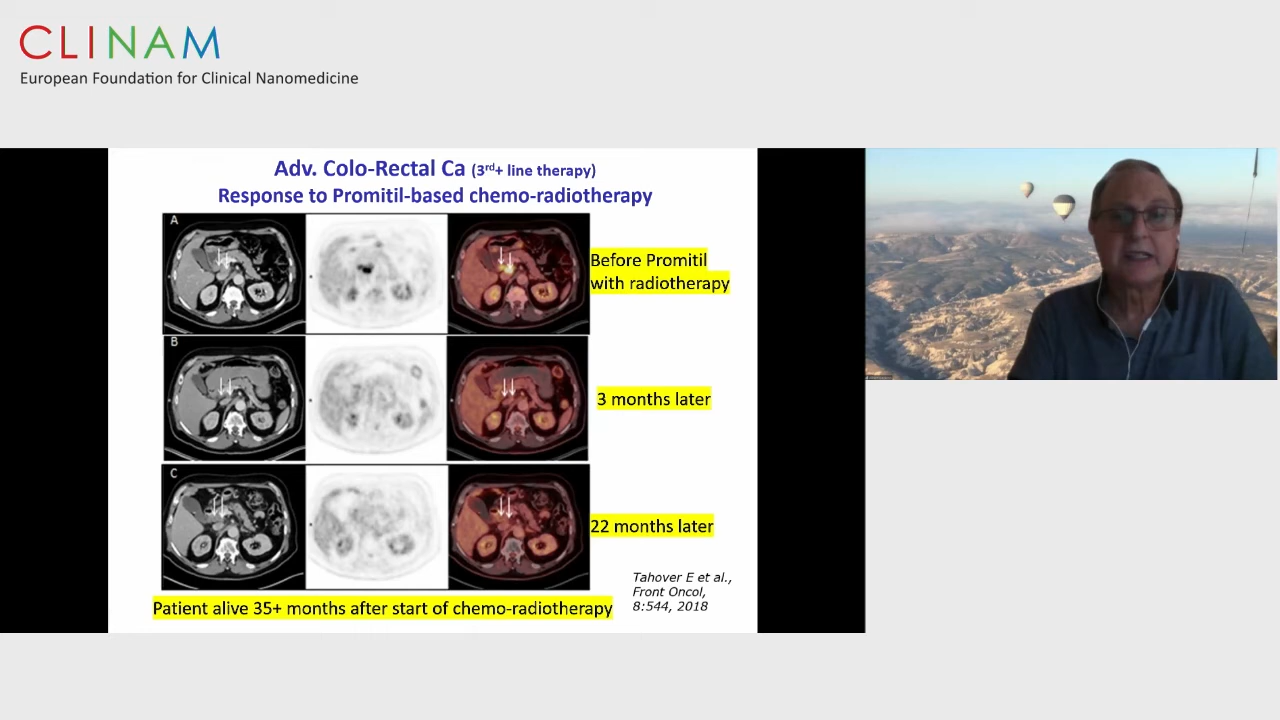 CLINAM
European Foundation for Clinical Nanomedicine
Adv. Colo-Rectal Ca (3rd+ line therapy)
Response to Promitil-based chemo-radiotherapy
A
Before Promitil
with radiotherapy
B
3 months later
C
22 months later
Tahover E et al.,
Front Oncol,
8:544, 2018
Patient alive 35+ months after start of chemo-radiotherapy